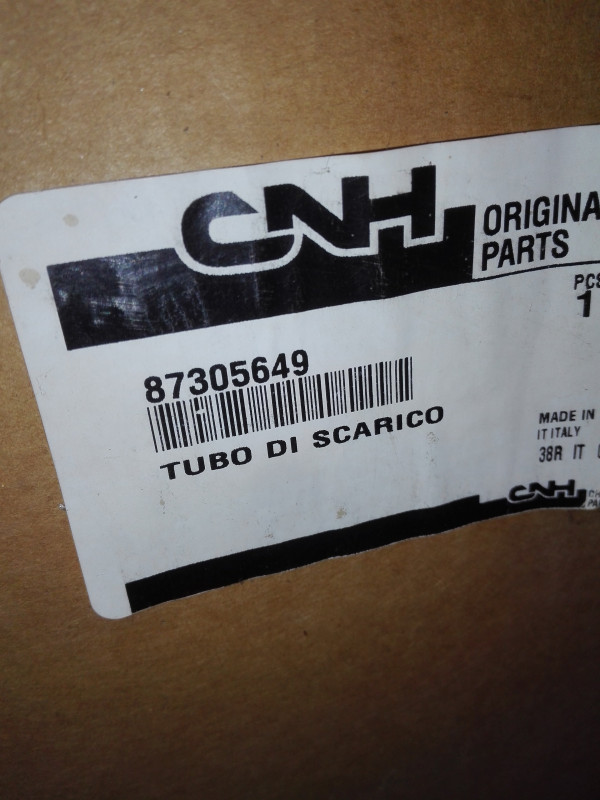 CNH
ORIGINA
PARTS
PCS
1
87305649
TUBO DI SCARICO
MADE IN
IT ITALY
38R IT
CNH